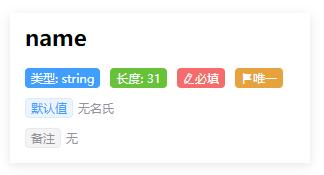 name
类型: string 长度: 31 必填 唯一
默认值 无名氏
备注 无